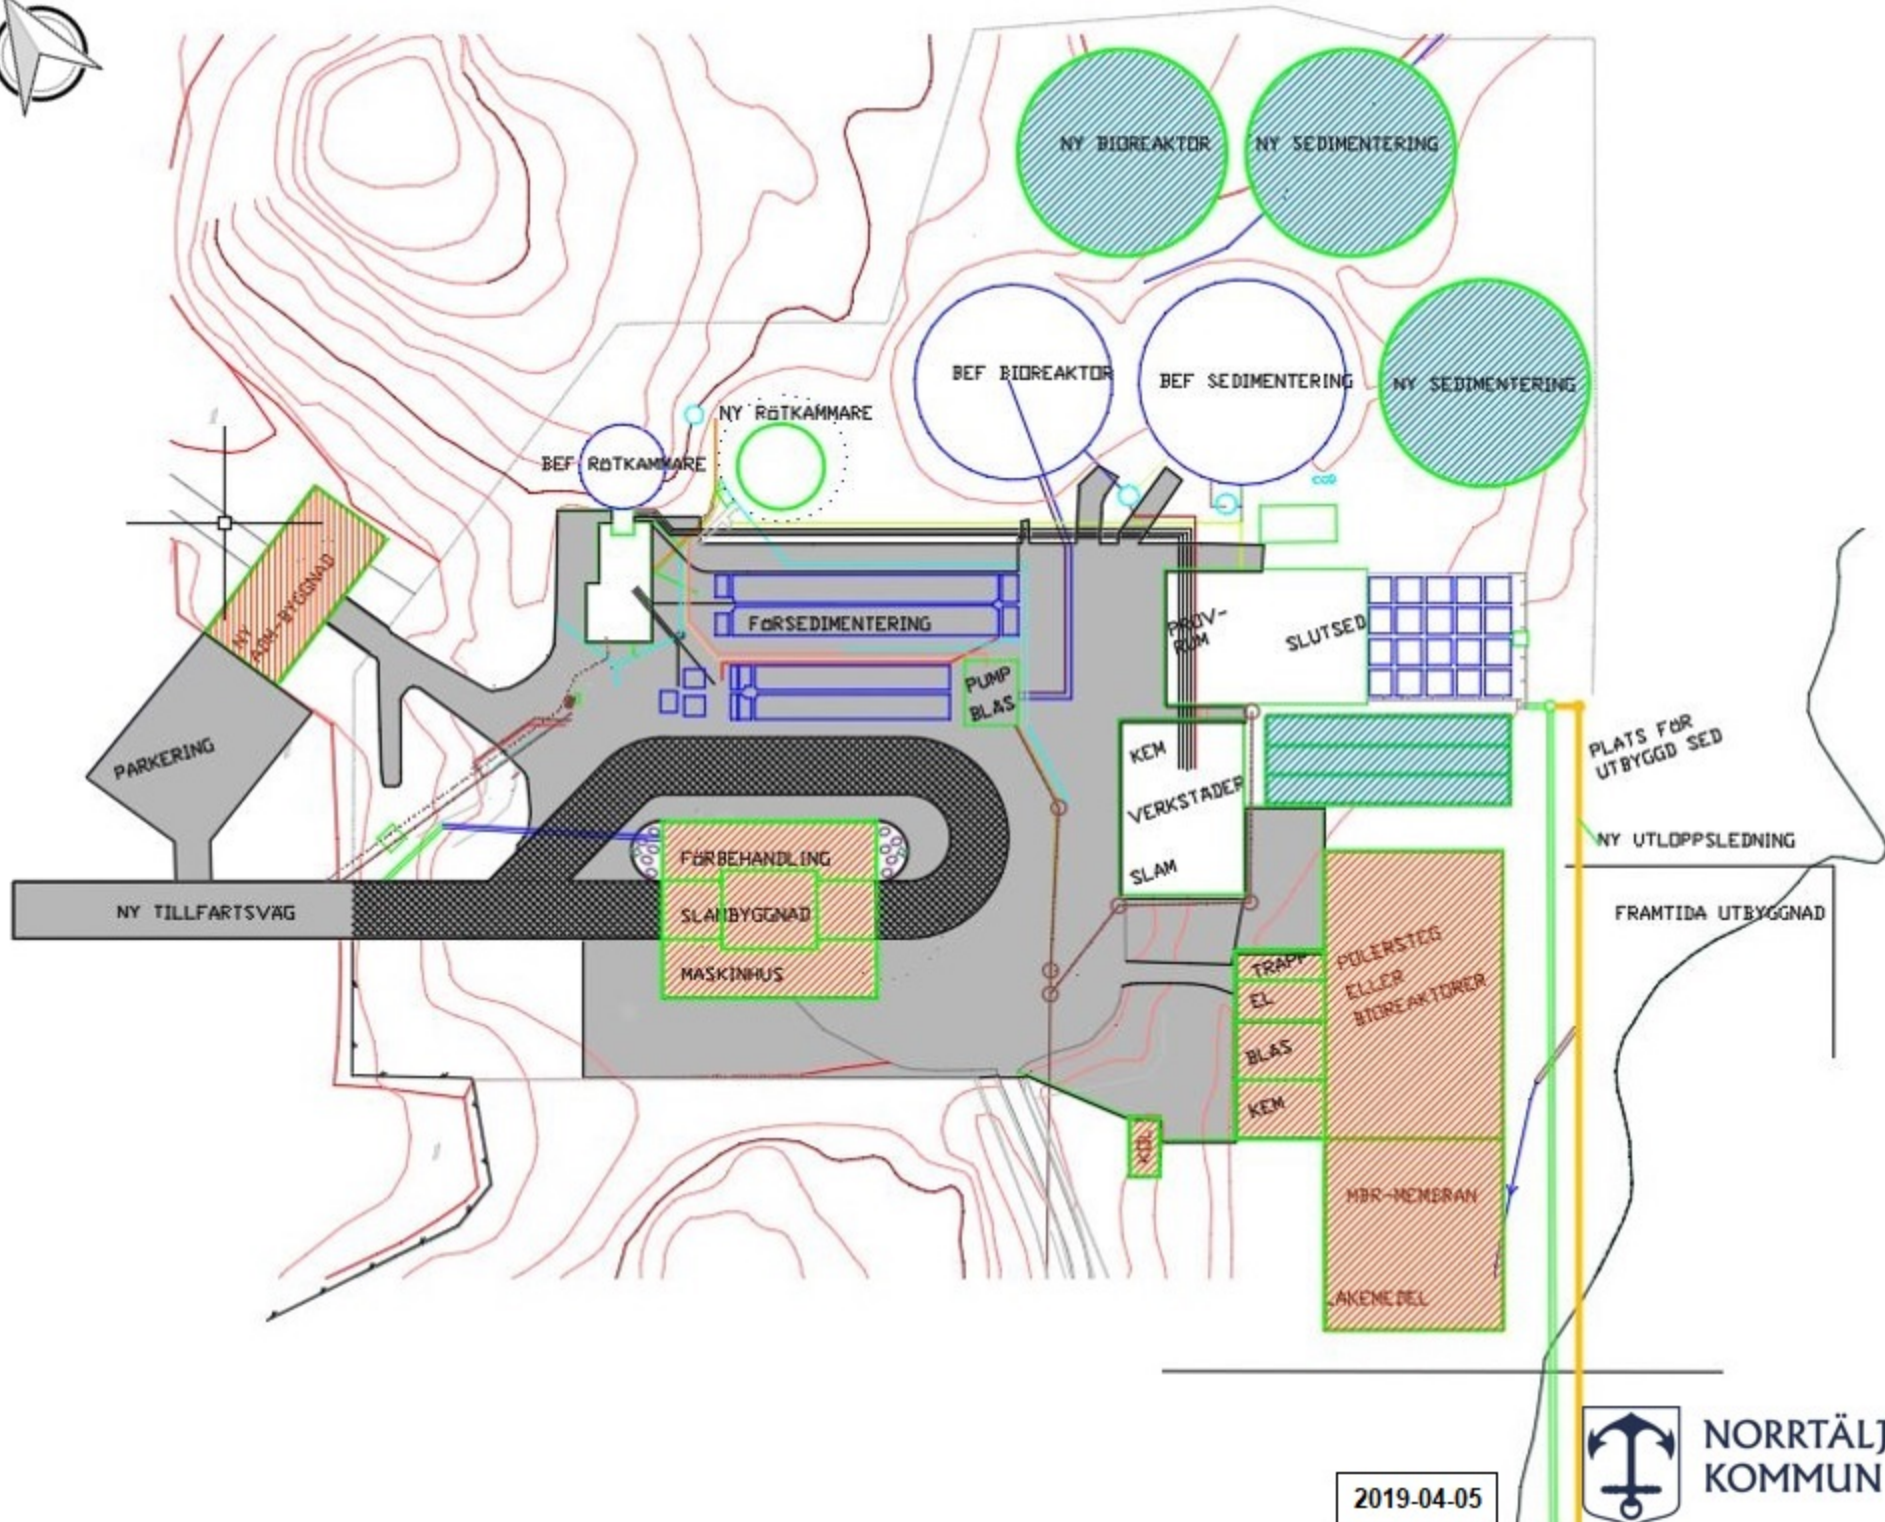 NY BIOREAKTOR
NY SEDIMENTERING
BEF BIOREAKTOR
BEF SEDIMENTERING
NY SEDIMENTERING
NY RÖTKAMMARE
BEF RÖTKAMMARE
NY
ADM-BYGGNAD
FÖRSEDIMENTERING
PROV-
RUM
SLUTSED
PUMP
BLÅS
PARKERING
KEM
VERKSTÄDER
SLAM
PLATS FÖR
UTBYGGD SED
NY UTLOPPSLEDNING
FÖRBEHANDLING
SLAMBYGGNAD
MASKINHUS
NY TILLFARTSVÄG
FRAMTIDA UTBYGGNAD
POLERSTEG
ELLER
BIOREAKTORER
TRAPP
EL
BLÅS
KEM
MBR-MEMBRAN
LÄKEMEDEL
2019-04-05
NORRTÄLJ
KOMMUN